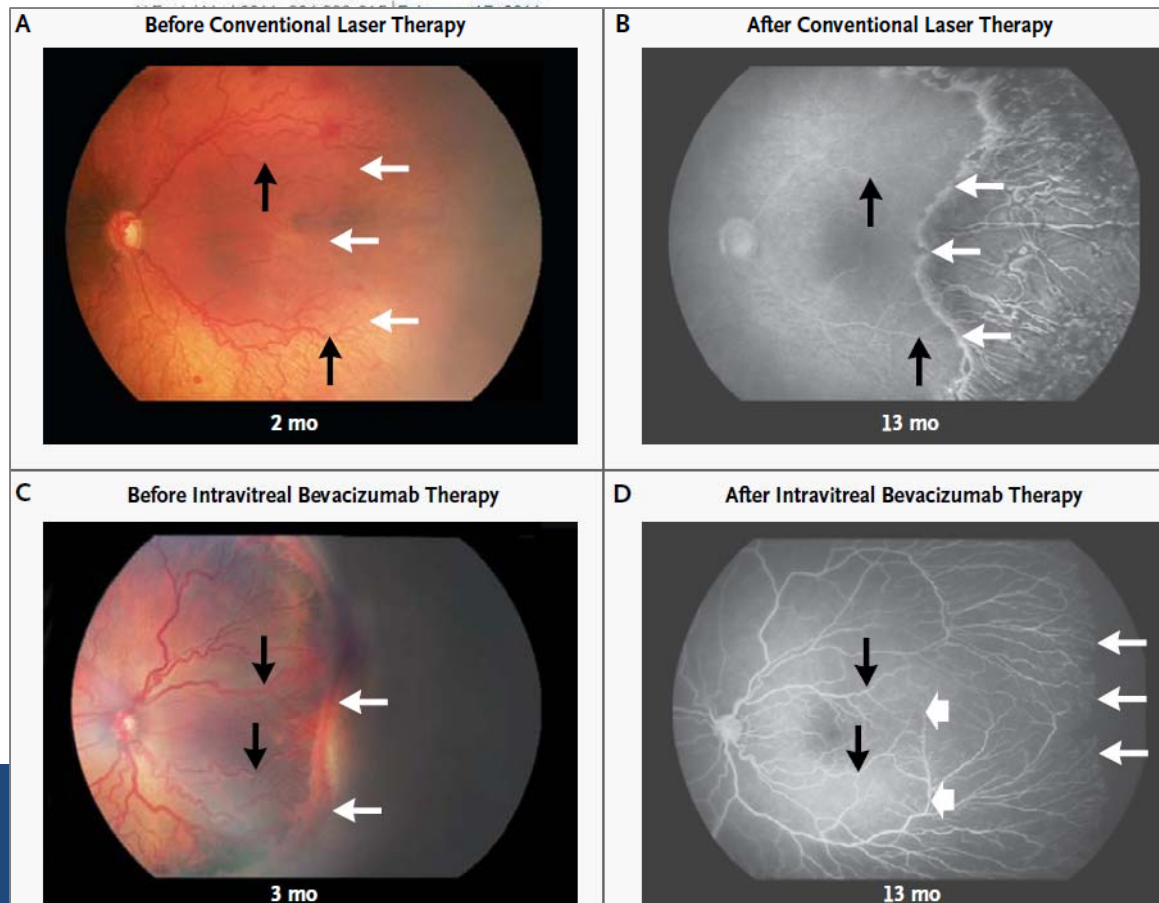 A
Before Conventional Laser Therapy
2 mo
B
After Conventional Laser Therapy
13 mo
C
Before Intravitreal Bevacizumab Therapy
3 mo
D
After Intravitreal Bevacizumab Therapy
13 mo